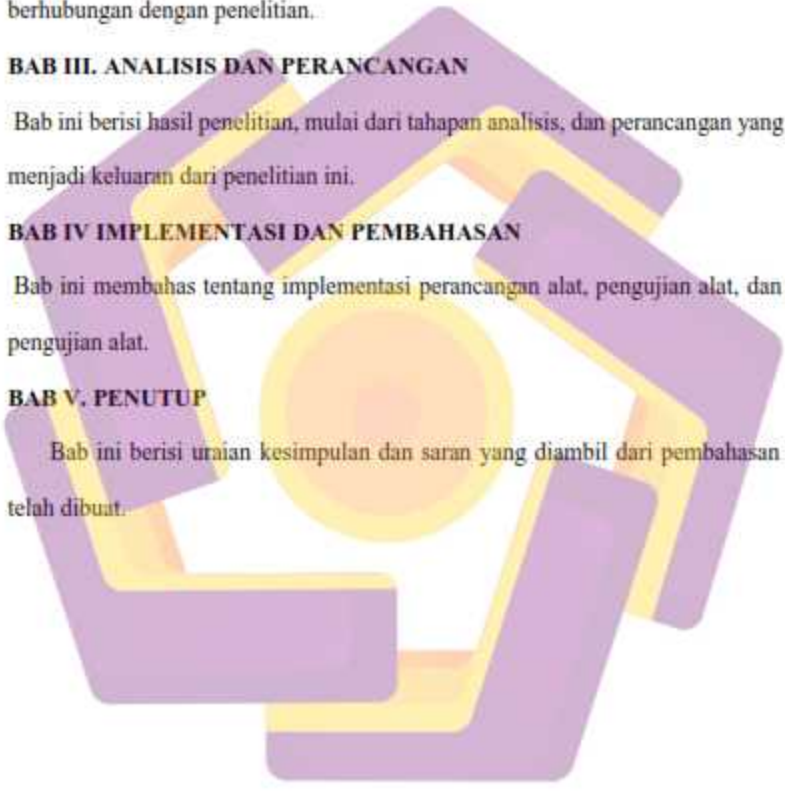 berhubungan dengan penelitian.
BAB III. ANALISIS DAN PERANCANGAN
Bab ini berisi hasil penelitian, mulai dari tahapan analisis, dan perancangan yang
menjadi keluaran dari penelitian ini.
BAB IV IMPLEMENTASI DAN PEMBAHASAN
Bab ini membahas tentang implementasi perancangan alat, pengujian alat, dan
pengujian alat.
BAB V. PENUTUP
Bab ini berisi uraian kesimpulan dan saran yang diambil dari pembahasan
telah dibuat.